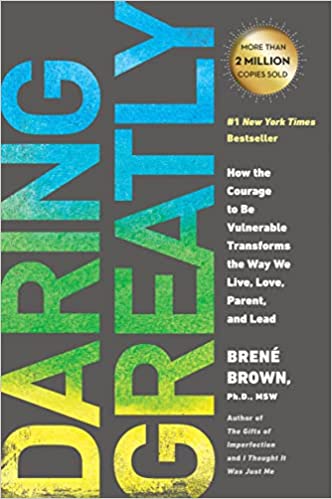 DARING
GREATLY
MORE THAN
2 MILLION
COPIES SOLD
#1 New York Times
Bestseller
How the
Courage
to Be
Vulnerable
Transforms
the Way We
Live, Love,
Parent,
and Lead
BRENÉ
BROWN,
Ph.D., MSW
Author of
The Gifts of
Imperfection
and I Thought It
Was Just Me